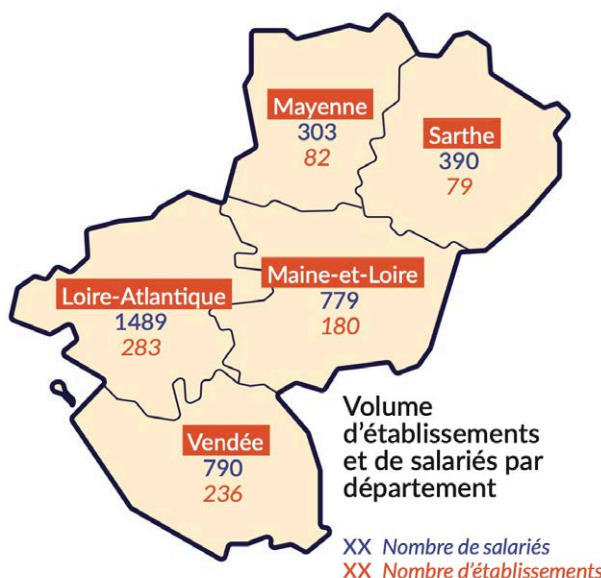 Mayenne
303
82
Sarthe
390
79
Loire-Atlantique
1489
283
Maine-et-Loire
779
180
Vendée
790
236
Volume
d'établissements
et de salariés par
département
XX Nombre de salariés
XX Nombre d'établissements